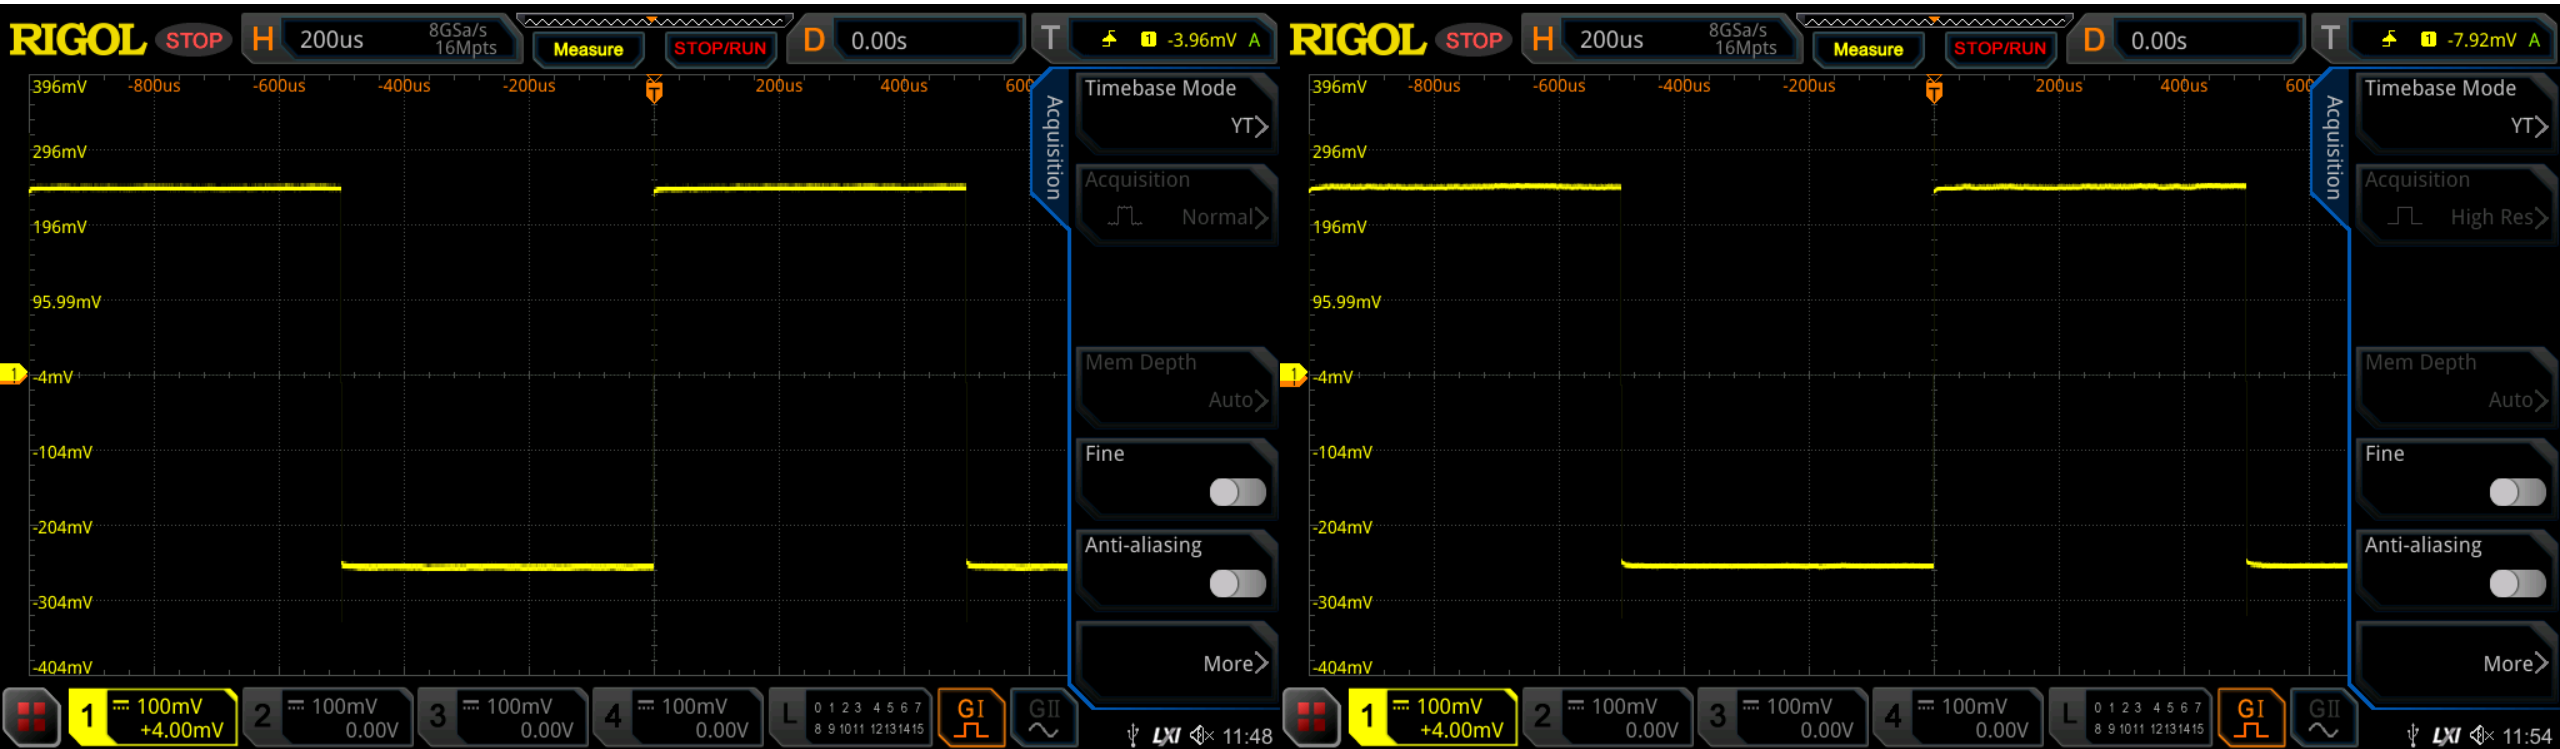 RIGOL STOP H 200us 8GSa/s 16Mpts Measure STOP/RUN D 0.00s T 1 -3.96mV A
396mV -800us -600us -400us -200us T 200us 400us 600
296mV
196mV
95.99mV
1 -4mV
-104mV
-204mV
-304mV
-404mV
Acquisition
Timebase Mode
YT>
Acquisition
Normal>
Mem Depth
Auto>
Fine
Anti-aliasing
More>
1 100mV +4.00mV 2 100mV 0.00V 3 100mV 0.00V 4 100mV 0.00V L 0 1 2 3 4 5 6 7 8 9 10 11 12 13 14 15 GI GII
LXI 11:48
RIGOL STOP H 200us 8GSa/s 16Mpts Measure STOP/RUN D 0.00s T 1 -7.92mV A
396mV -800us -600us -400us -200us T 200us 400us 600
296mV
196mV
95.99mV
1 -4mV
-104mV
-204mV
-304mV
-404mV
Acquisition
Timebase Mode
YT>
Acquisition
High Res>
Mem Depth
Auto>
Fine
Anti-aliasing
More>
1 100mV +4.00mV 2 100mV 0.00V 3 100mV 0.00V 4 100mV 0.00V L 0 1 2 3 4 5 6 7 8 9 10 11 12 13 14 15 GI GII
LXI 11:54